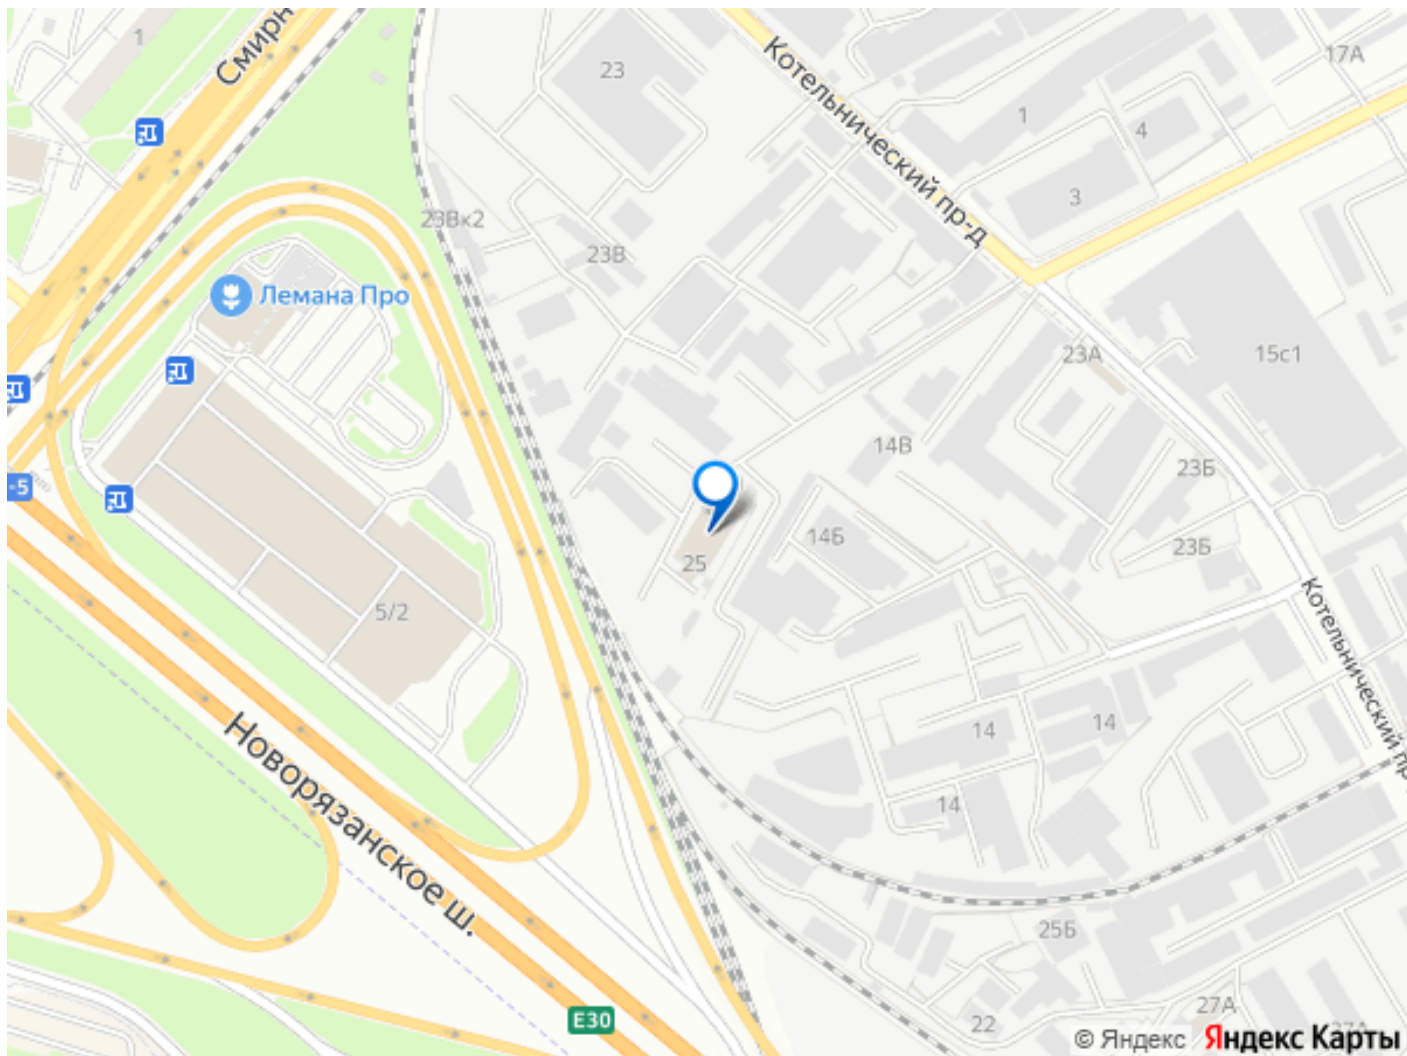 1
Смирн
23
Котельнический пр-д
17А
1
4
3
23Вк2
23В
Лемана Про
23А
15с1
14В
23Б
-5
25
14Б
23Б
5/2
Котельнический пр
Новорязанское ш.
14
14
14
25Б
E30
22
27А
27А
© Яндекс Яндекс Карты